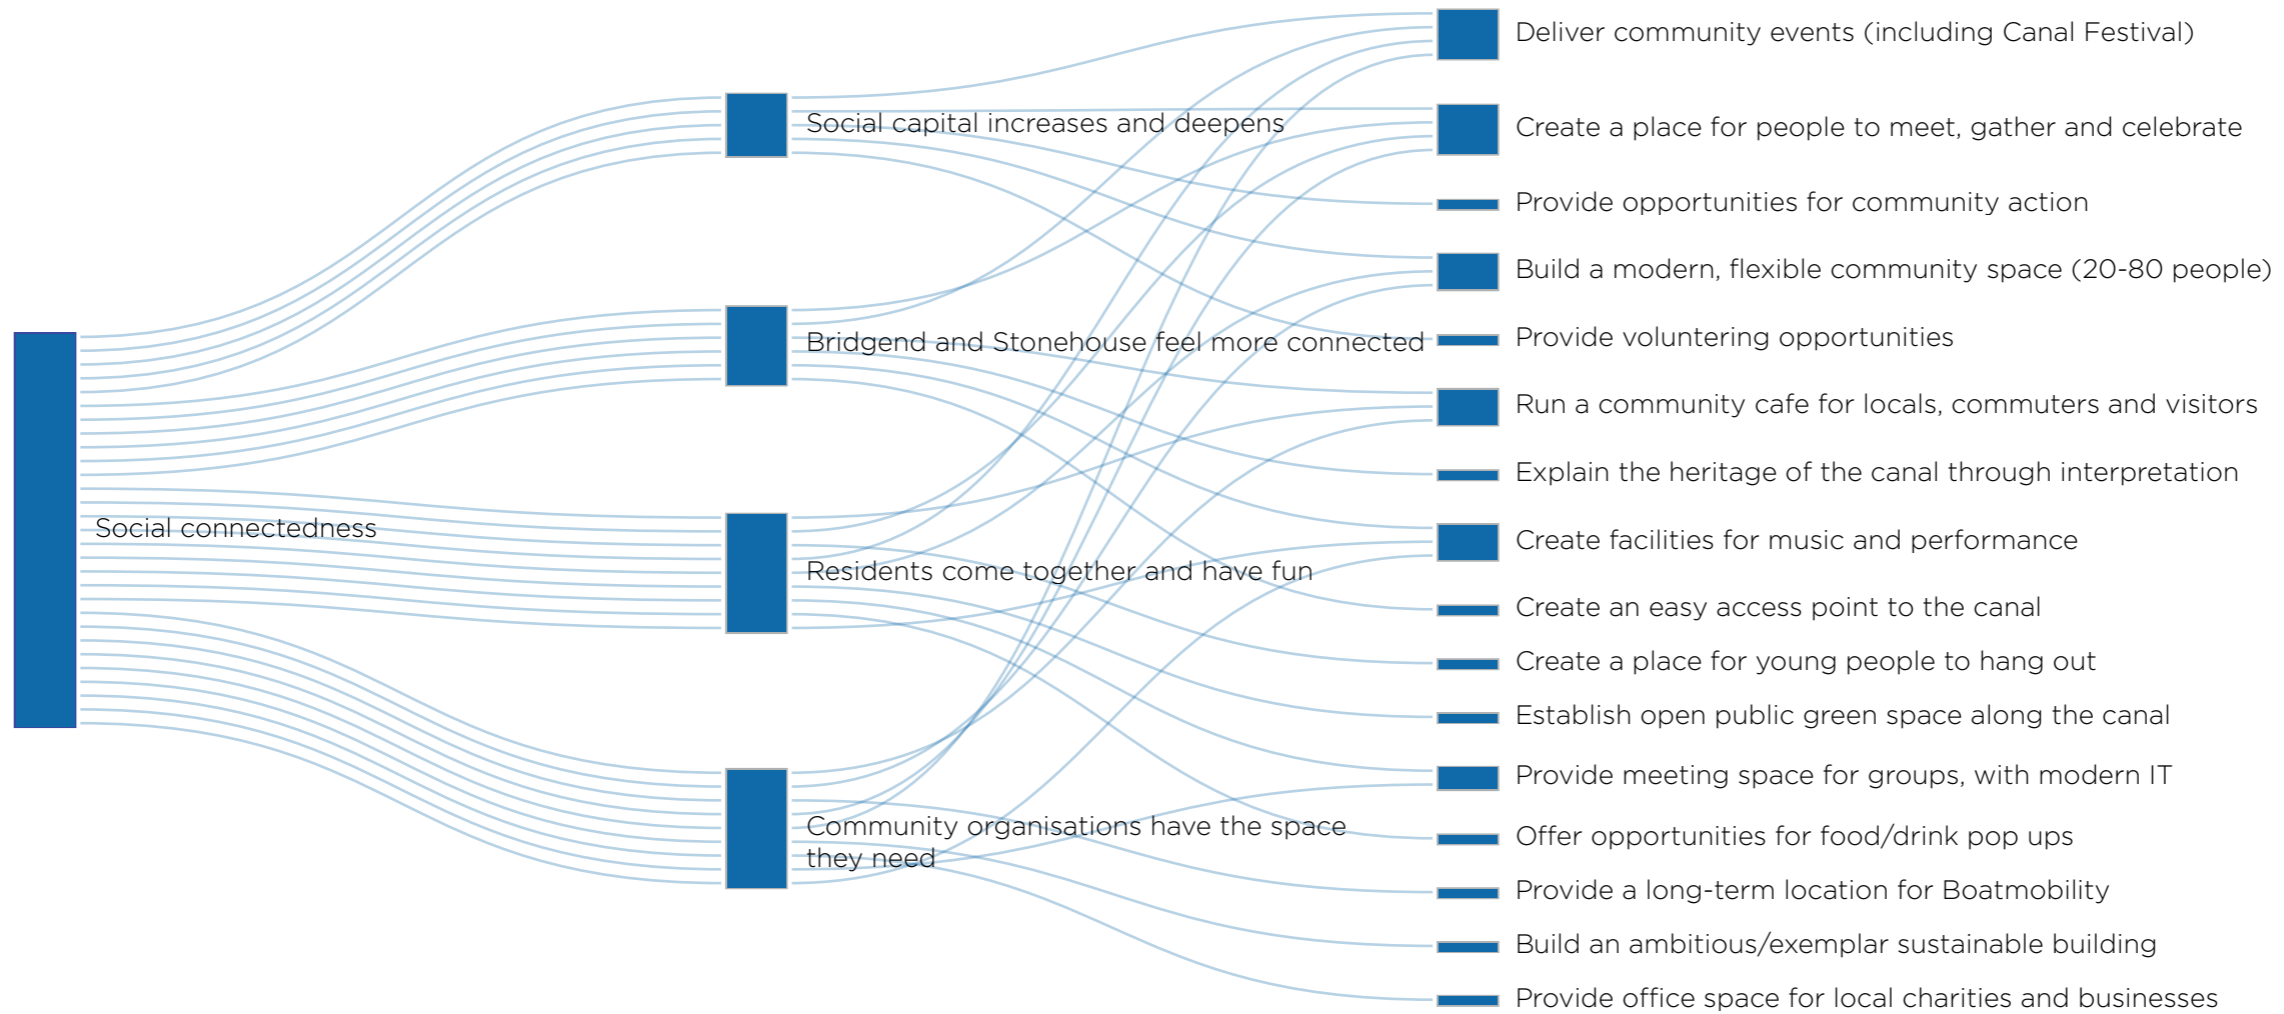 Social connectedness
Social capital increases and deepens
Bridgend and Stonehouse feel more connected
Residents come together and have fun
Community organisations have the space
they need
Deliver community events (including Canal Festival)
Create a place for people to meet, gather and celebrate
Provide opportunities for community action
Build a modern, flexible community space (20-80 people)
Provide voluntering opportunities
Run a community cafe for locals, commuters and visitors
Explain the heritage of the canal through interpretation
Create facilities for music and performance
Create an easy access point to the canal
Create a place for young people to hang out
Establish open public green space along the canal
Provide meeting space for groups, with modern IT
Offer opportunities for food/drink pop ups
Provide a long-term location for Boatmobility
Build an ambitious/exemplar sustainable building
Provide office space for local charities and businesses